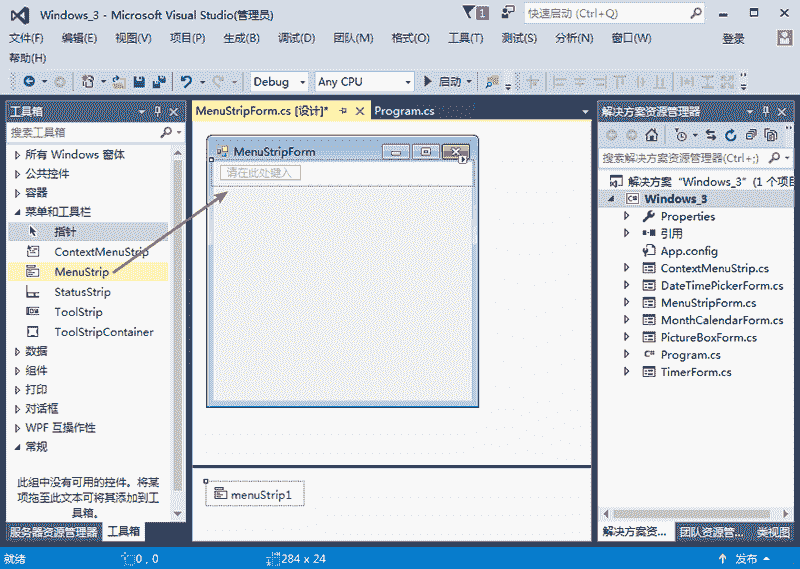 Windows_3 - Microsoft Visual Studio(管理员)
1
快速启动 (Ctrl+Q)
文件(F) 编辑(E) 视图(V) 项目(P) 生成(B) 调试(D) 团队(M) 格式(O) 工具(T) 测试(S) 分析(N) 窗口(W) 登录
帮助(H)
Debug Any CPU 启动
工具箱
搜索工具箱
所有 Windows 窗体
公共控件
容器
菜单和工具栏
指针
ContextMenuStrip
MenuStrip
StatusStrip
ToolStrip
ToolStripContainer
数据
组件
打印
对话框
WPF 互操作性
常规
此组中没有可用的控件。将某
项拖至此文本可将其添加到工
具箱。
服务器资源管理器 工具箱
MenuStripForm.cs [设计]* Program.cs
MenuStripForm
请在此处键入
menuStrip1
解决方案资源管理器
搜索解决方案资源管理器(Ctrl+;)
解决方案 "Windows_3" (1 个项目
Windows_3
Properties
引用
App.config
ContextMenuStrip.cs
DateTimePickerForm.cs
MenuStripForm.cs
MonthCalendarForm.cs
PictureBoxForm.cs
Program.cs
TimerForm.cs
解决方案资... 团队资源管... 类视图
就绪 0 , 0 284 x 24 发布